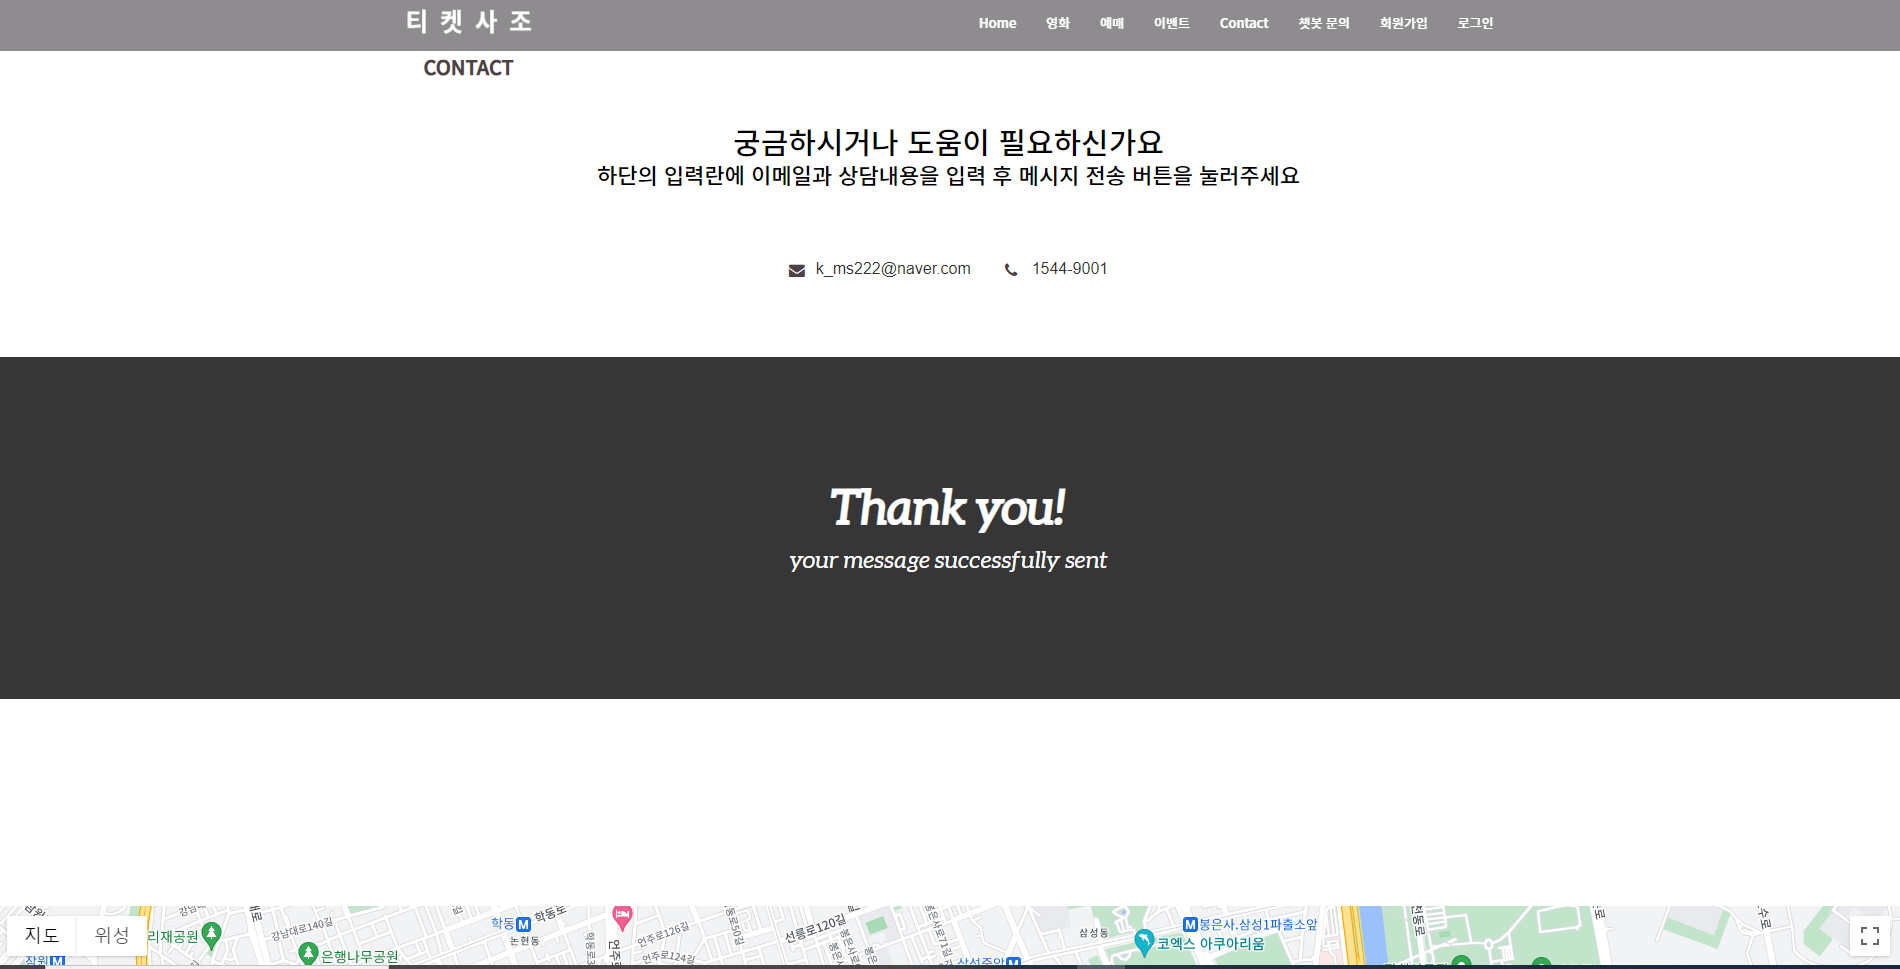 티 켓 사 조
Home 영화 예매 이벤트 Contact 챗봇 문의 회원가입 로그인
CONTACT
궁금하시거나 도움이 필요하신가요
하단의 입력란에 이메일과 상담내용을 입력 후 메시지 전송 버튼을 눌러주세요
k_ms222@naver.com 1544-9001
Thank you!
your message successfully sent
지도 위성
리재공원
강남대로140길
은행나무공원
학동
학동로
논현동
언주로126길
언주로124길
선릉로120길
삼성동
봉은사.삼성1파출소앞
코엑스 아쿠아리움
삼성중앙